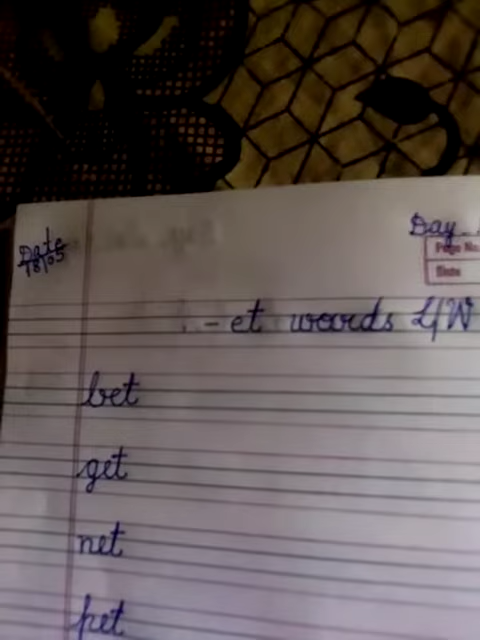 Day
Date
18/05
Page No.
Date
-et words H/W
bet
get
net
pet